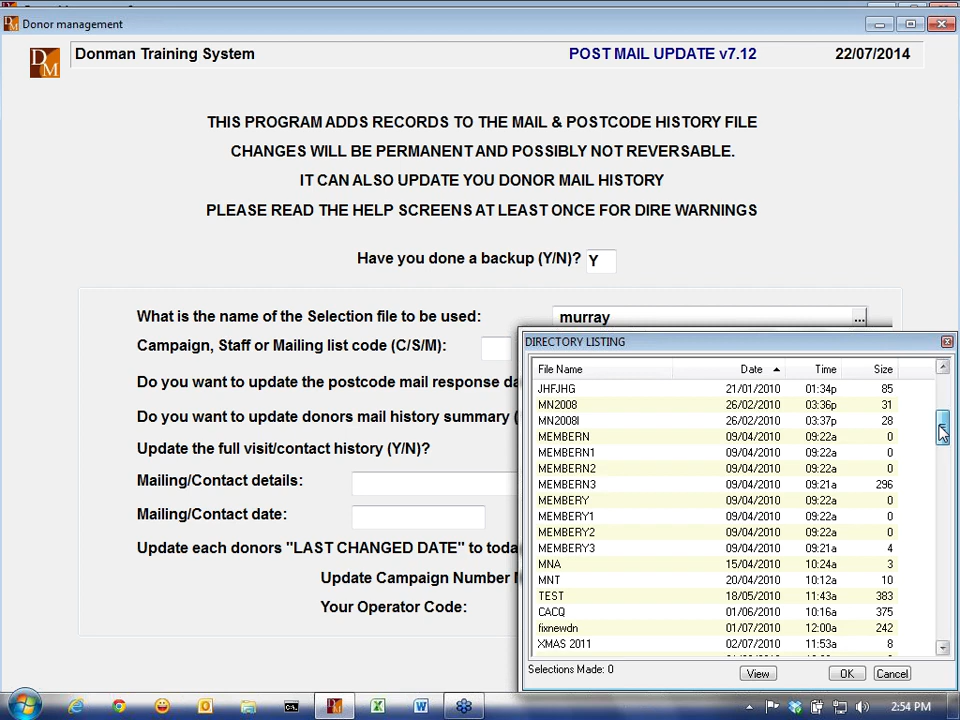 Donor management
DM
Donman Training System
POST MAIL UPDATE v7.12
22/07/2014
THIS PROGRAM ADDS RECORDS TO THE MAIL & POSTCODE HISTORY FILE
CHANGES WILL BE PERMANENT AND POSSIBLY NOT REVERSABLE.
IT CAN ALSO UPDATE YOU DONOR MAIL HISTORY
PLEASE READ THE HELP SCREENS AT LEAST ONCE FOR DIRE WARNINGS
Have you done a backup (Y/N)? Y
What is the name of the Selection file to be used: murray ...
Campaign, Staff or Mailing list code (C/S/M):
Do you want to update the postcode mail response da
Do you want to update donors mail history summary (
Update the full visit/contact history (Y/N)?
Mailing/Contact details:
Mailing/Contact date:
Update each donors "LAST CHANGED DATE" to toda
Update Campaign Number
Your Operator Code:
DIRECTORY LISTING
File Name Date Time Size
JHFJHG 21/01/2010 01:34p 85
MN2008 26/02/2010 03:36p 31
MN2008I 26/02/2010 03:37p 28
MEMBERN 09/04/2010 09:22a 0
MEMBERN1 09/04/2010 09:22a 0
MEMBERN2 09/04/2010 09:22a 0
MEMBERN3 09/04/2010 09:21a 296
MEMBERY 09/04/2010 09:22a 0
MEMBERY1 09/04/2010 09:22a 0
MEMBERY2 09/04/2010 09:22a 0
MEMBERY3 09/04/2010 09:21a 4
MNA 15/04/2010 10:24a 3
MNT 20/04/2010 10:12a 10
TEST 18/05/2010 11:43a 383
CACQ 01/06/2010 10:16a 375
fixnewdn 01/07/2010 12:00a 242
XMAS 2011 02/07/2010 11:53a 8
Selections Made: 0
View
OK
Cancel
2:54 PM